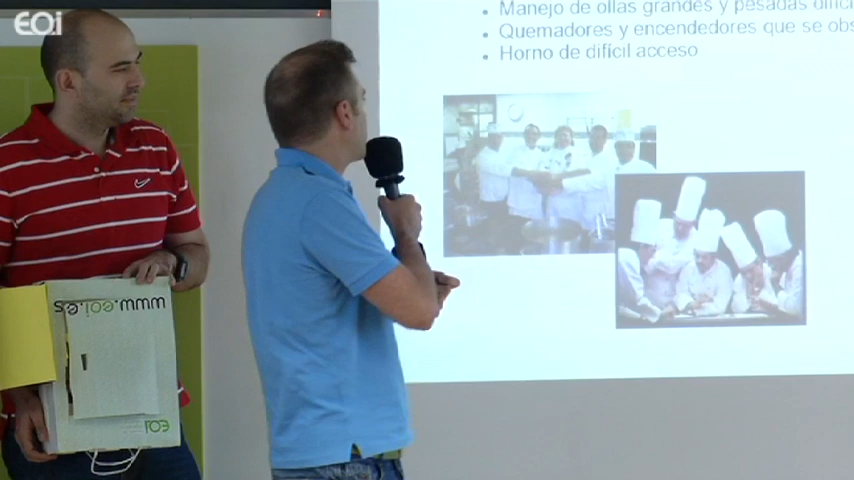 EOi
• Manejo de ollas grandes y pesadas
• Quemadores y encendedores que se
• Horno de difícil acceso
www.eoi.es
EOi